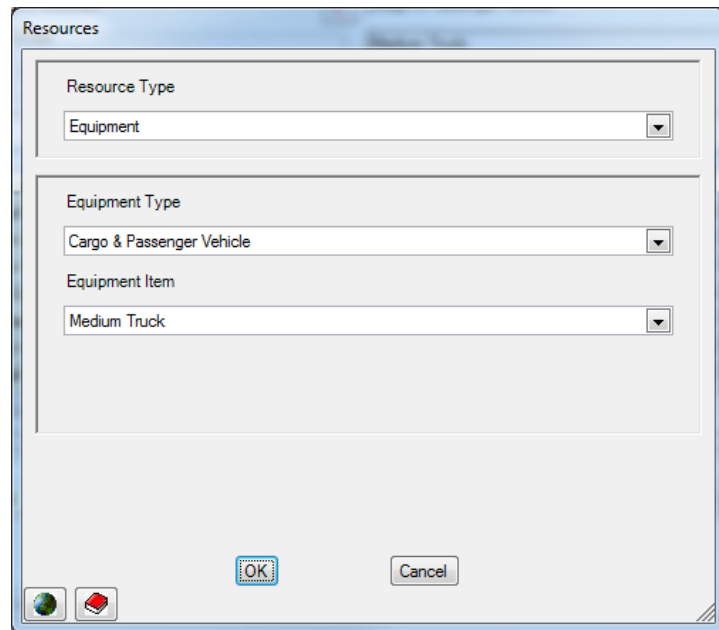 Resources
Resource Type
Equipment
Equipment Type
Cargo & Passenger Vehicle
Equipment Item
Medium Truck
OK
Cancel